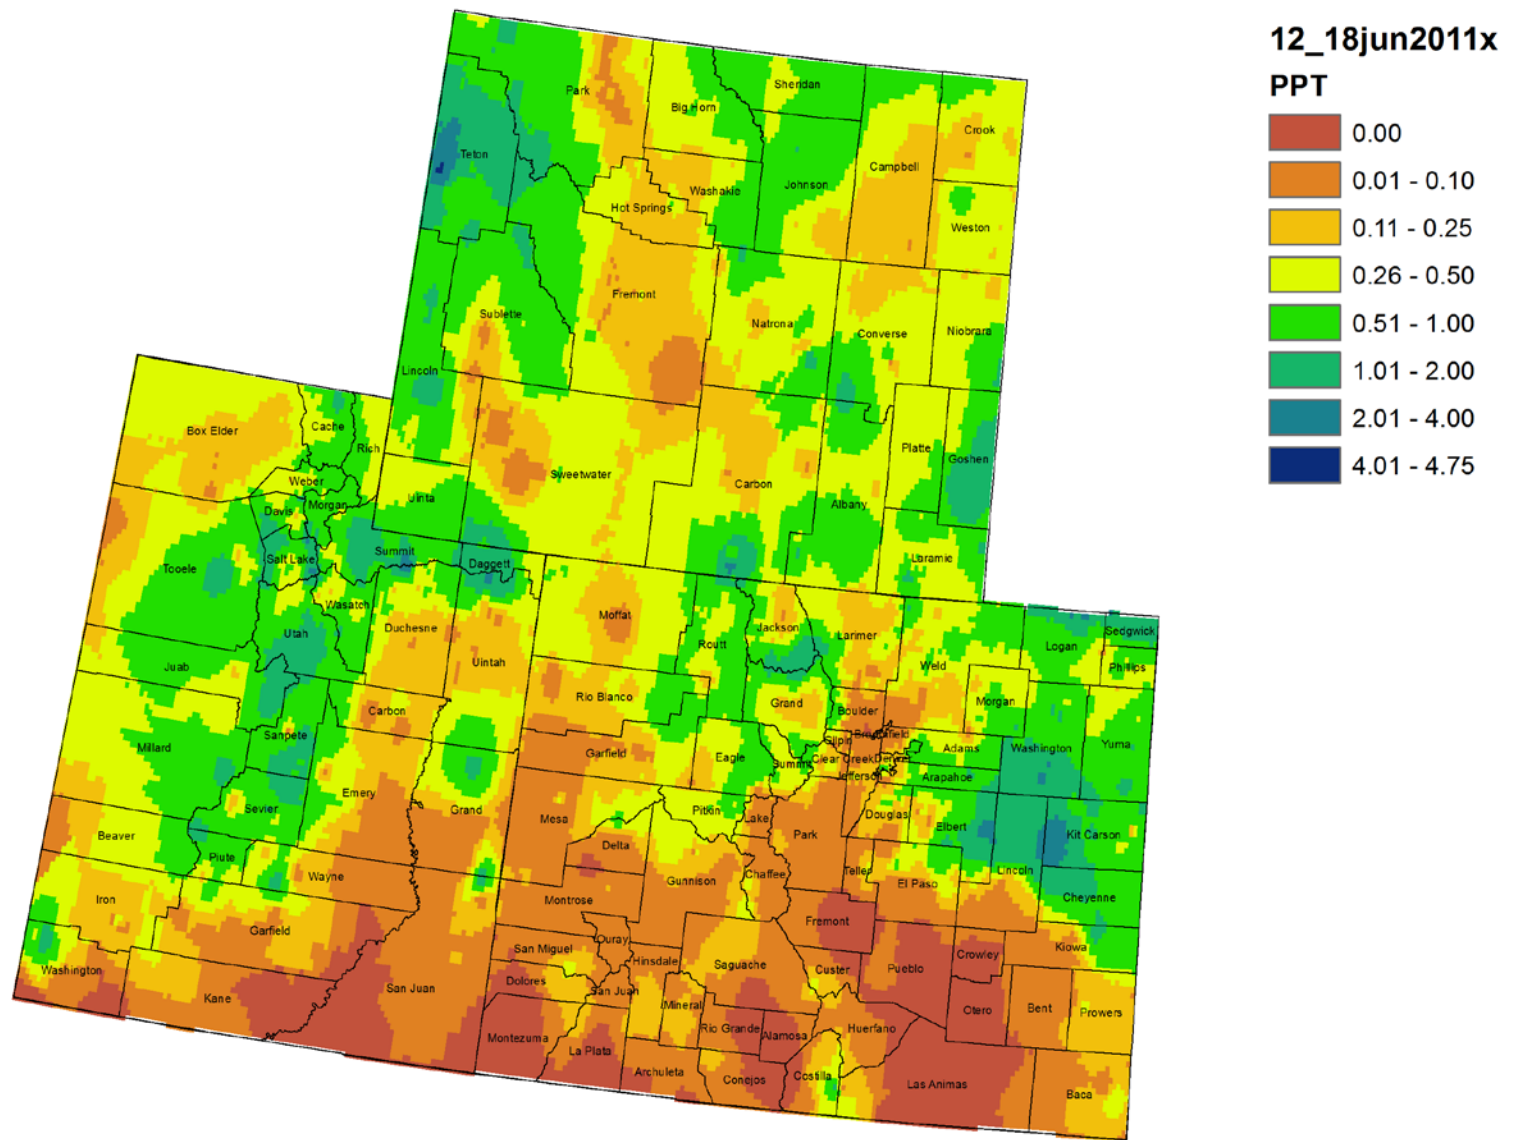 12_18jun2011x
PPT
0.00
0.01 - 0.10
0.11 - 0.25
0.26 - 0.50
0.51 - 1.00
1.01 - 2.00
2.01 - 4.00
4.01 - 4.75
Sheridan
Park
Big Horn
Crook
Teton
Campbell
Johnson
Washakie
Hot Springs
Weston
Fremont
Sublette
Natrona
Converse
Niobrara
Lincoln
Cache
Box Elder
Rich
Platte
Goshen
Sweetwater
Weber
Carbon
Uinta
Morgan
Davis
Albany
Summit
Salt Lake
Laramie
Daggett
Tooele
Wasatch
Moffat
Duchesne
Jackson
Sedgwick
Utah
Larimer
Routt
Logan
Uintah
Juab
Weld
Phillips
Rio Blanco
Grand
Morgan
Carbon
Boulder
Sanpete
Broomfield
Gilpin
Millard
Adams
Washington
Yuma
Garfield
Eagle
Summit
Clear Creek
Denver
Jefferson
Arapahoe
Emery
Sevier
Grand
Pitkin
Mesa
Lake
Douglas
Park
Elbert
Kit Carson
Beaver
Delta
Piute
Wayne
Gunnison
Chaffee
Teller
El Paso
Lincoln
Iron
Montrose
Cheyenne
Fremont
Garfield
Ouray
San Miguel
Kiowa
Crowley
Hinsdale
Saguache
Custer
Pueblo
Washington
Dolores
San Juan
San Juan
Kane
Mineral
Otero
Bent
Prowers
Rio Grande
Alamosa
Huerfano
Montezuma
La Plata
Archuleta
Conejos
Costilla
Las Animas
Baca